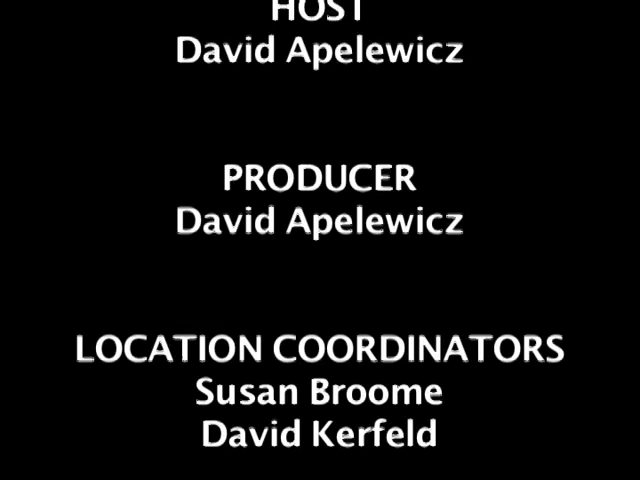 HOST
David Apelewicz
PRODUCER
David Apelewicz
LOCATION COORDINATORS
Susan Broome
David Kerfeld